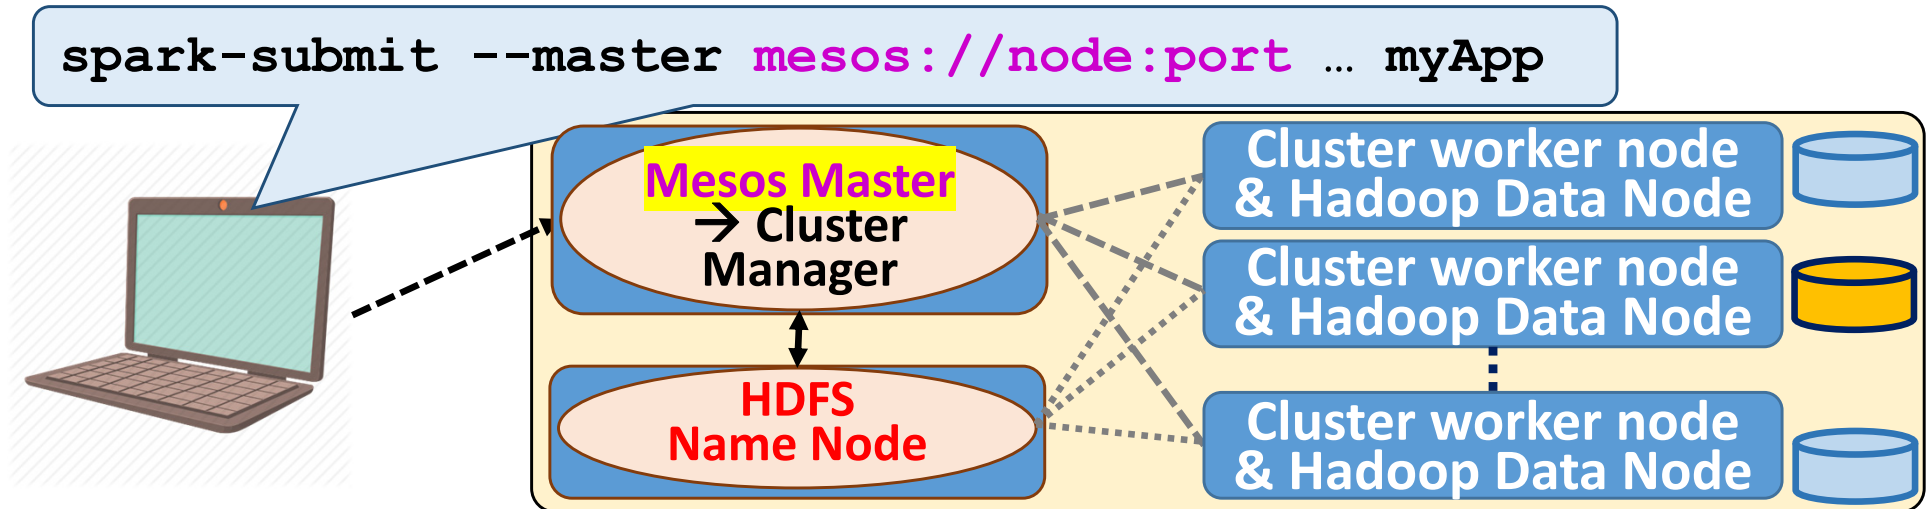 spark-submit --master mesos://node:port … myApp
Mesos Master
→ Cluster
Manager
HDFS
Name Node
Cluster worker node
& Hadoop Data Node
Cluster worker node
& Hadoop Data Node
Cluster worker node
& Hadoop Data Node